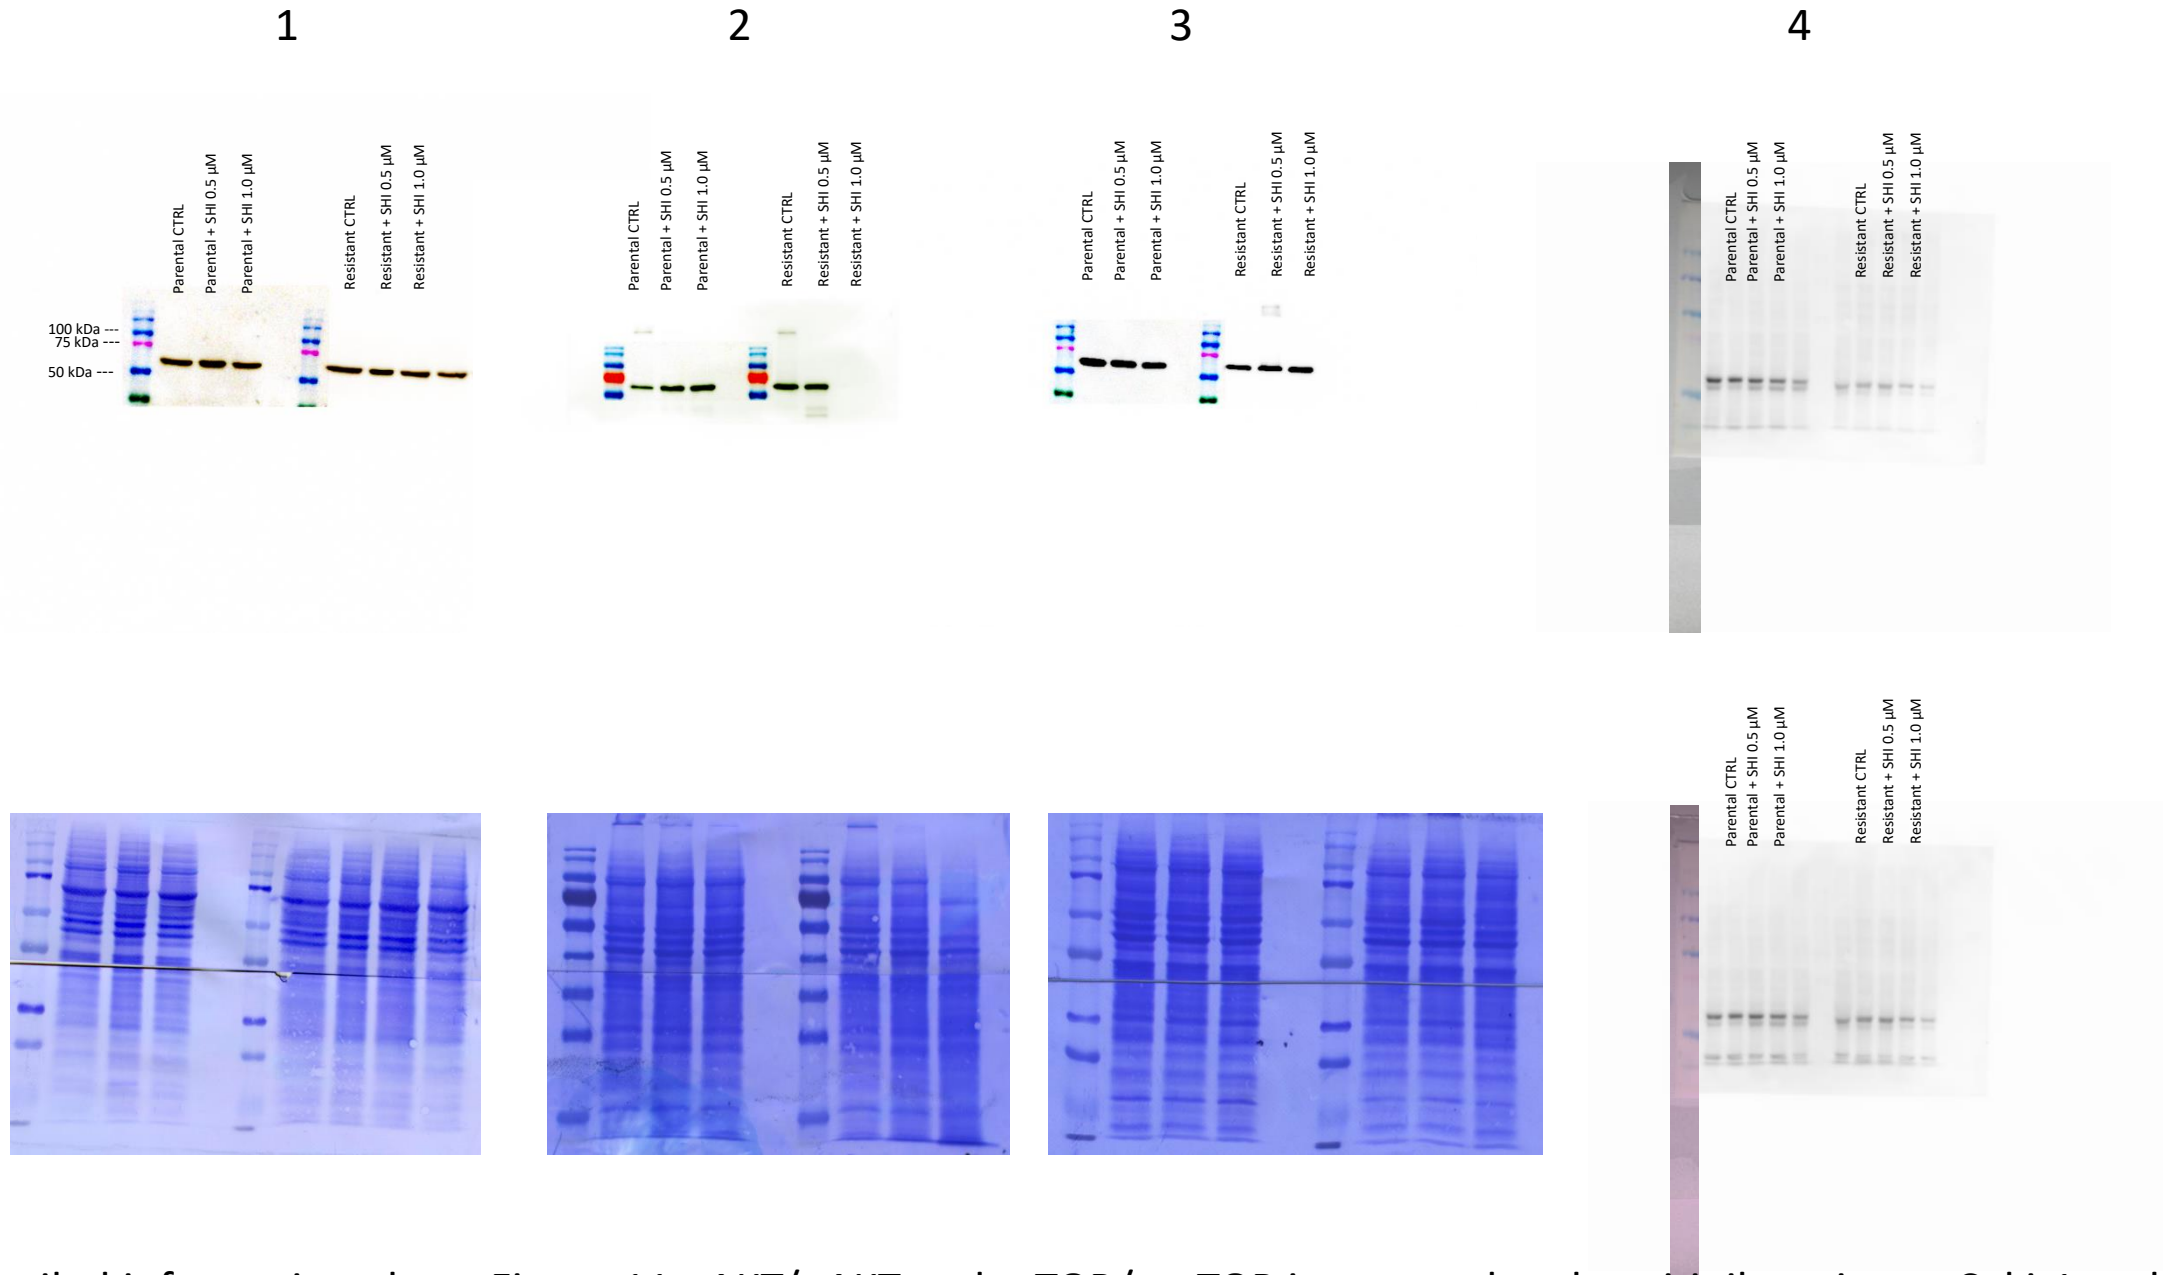 1
2
3
4
Parental CTRL
Parental + SHI 0.5 µM
Parental + SHI 1.0 µM
Resistant CTRL
Resistant + SHI 0.5 µM
Resistant + SHI 1.0 µM
100 kDa ---
75 kDa ---
50 kDa ---
Parental CTRL
Parental + SHI 0.5 µM
Parental + SHI 1.0 µM
Resistant CTRL
Resistant + SHI 0.5 µM
Resistant + SHI 1.0 µM
Parental CTRL
Parental + SHI 0.5 µM
Parental + SHI 1.0 µM
Resistant CTRL
Resistant + SHI 0.5 µM
Resistant + SHI 1.0 µM
Parental CTRL
Parental + SHI 0.5 µM
Parental + SHI 1.0 µM
Resistant CTRL
Resistant + SHI 0.5 µM
Resistant + SHI 1.0 µM
Parental CTRL
Parental + SHI 0.5 µM
Parental + SHI 1.0 µM
Resistant CTRL
Resistant + SHI 0.5 µM
Resistant + SHI 1.0 µM